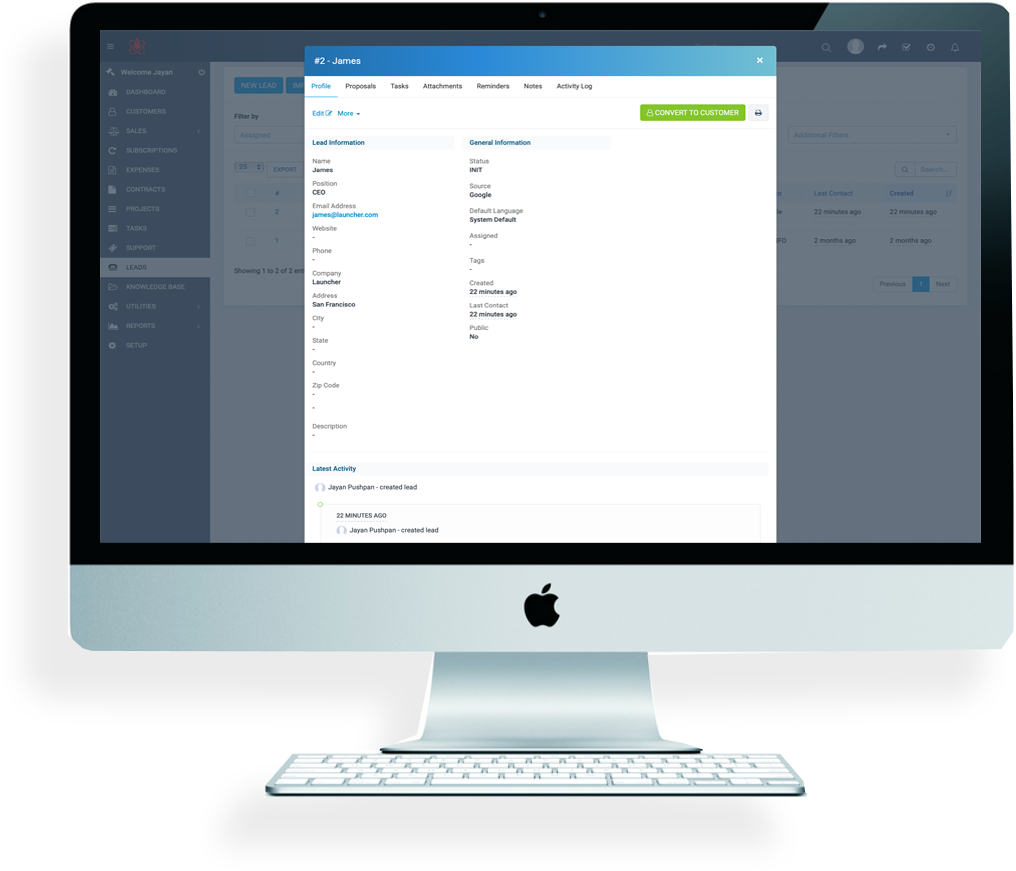 #2 - James
×
Welcome Jayan
DASHBOARD
CUSTOMERS
SALES
SUBSCRIPTIONS
EXPENSES
CONTRACTS
PROJECTS
TASKS
SUPPORT
LEADS
KNOWLEDGE BASE
UTILITIES
REPORTS
SETUP
NEW LEAD
Filter by
Assigned
Additional Filters
25
EXPORT
Search...
#
Last Contact
Created
2
22 minutes ago
22 minutes ago
1
2 months ago
2 months ago
Showing 1 to 2 of 2
Previous
1
Next
Profile
Proposals
Tasks
Attachments
Reminders
Notes
Activity Log
Edit
More
CONVERT TO CUSTOMER
Lead Information
Name
James
Position
CEO
Email Address
james@launcher.com
Website
-
Phone
-
Company
Launcher
Address
San Francisco
City
-
State
-
Country
-
Zip Code
-
-
Description
-
General Information
Status
INIT
Source
Google
Default Language
System Default
Assigned
-
Tags
-
Created
22 minutes ago
Last Contact
22 minutes ago
Public
No
Latest Activity
Jayan Pushpan - created lead
22 MINUTES AGO
Jayan Pushpan - created lead